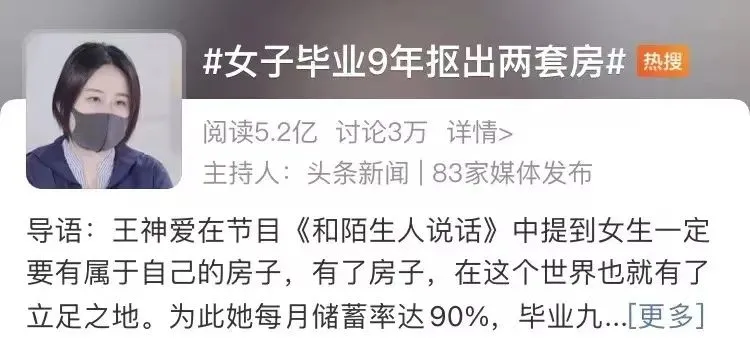 #女子毕业9年抠出两套房# 热搜
阅读5.2亿 讨论3万 详情>
主持人：头条新闻 | 83家媒体发布
导语：王神爱在节目《和陌生人说话》中提到女生一定
要有属于自己的房子，有了房子，在这个世界也就有了
立足之地。为此她每月储蓄率达90%，毕业九...[更多]